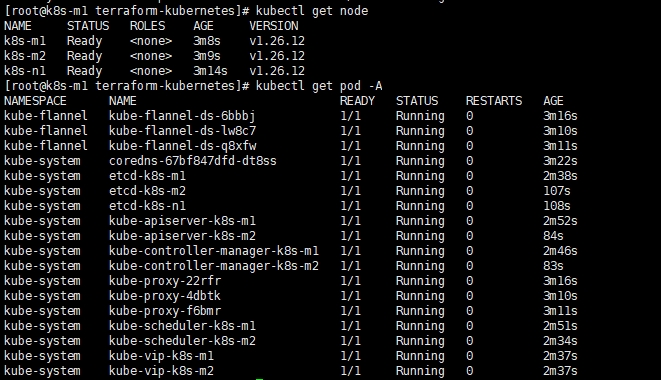 [root@k8s-m1 terraform-kubernetes]# kubectl get node
NAME     STATUS   ROLES    AGE     VERSION
k8s-m1   Ready    <none>   3m8s    v1.26.12
k8s-m2   Ready    <none>   3m9s    v1.26.12
k8s-n1   Ready    <none>   3m14s   v1.26.12
[root@k8s-m1 terraform-kubernetes]# kubectl get pod -A
NAMESPACE      NAME                             READY   STATUS    RESTARTS   AGE
kube-flannel   kube-flannel-ds-6bbbj            1/1     Running   0          3m16s
kube-flannel   kube-flannel-ds-lw8c7            1/1     Running   0          3m10s
kube-flannel   kube-flannel-ds-q8xfw            1/1     Running   0          3m11s
kube-system    coredns-67bf847dfd-dt8ss         1/1     Running   0          3m22s
kube-system    etcd-k8s-m1                      1/1     Running   0          2m38s
kube-system    etcd-k8s-m2                      1/1     Running   0          107s
kube-system    etcd-k8s-n1                      1/1     Running   0          108s
kube-system    kube-apiserver-k8s-m1            1/1     Running   0          2m52s
kube-system    kube-apiserver-k8s-m2            1/1     Running   0          84s
kube-system    kube-controller-manager-k8s-m1   1/1     Running   0          2m46s
kube-system    kube-controller-manager-k8s-m2   1/1     Running   0          83s
kube-system    kube-proxy-22rfr                 1/1     Running   0          3m16s
kube-system    kube-proxy-4dbtk                 1/1     Running   0          3m10s
kube-system    kube-proxy-f6bmr                 1/1     Running   0          3m11s
kube-system    kube-scheduler-k8s-m1            1/1     Running   0          2m51s
kube-system    kube-scheduler-k8s-m2            1/1     Running   0          2m34s
kube-system    kube-vip-k8s-m1                  1/1     Running   0          2m37s
kube-system    kube-vip-k8s-m2                  1/1     Running   0          2m37s